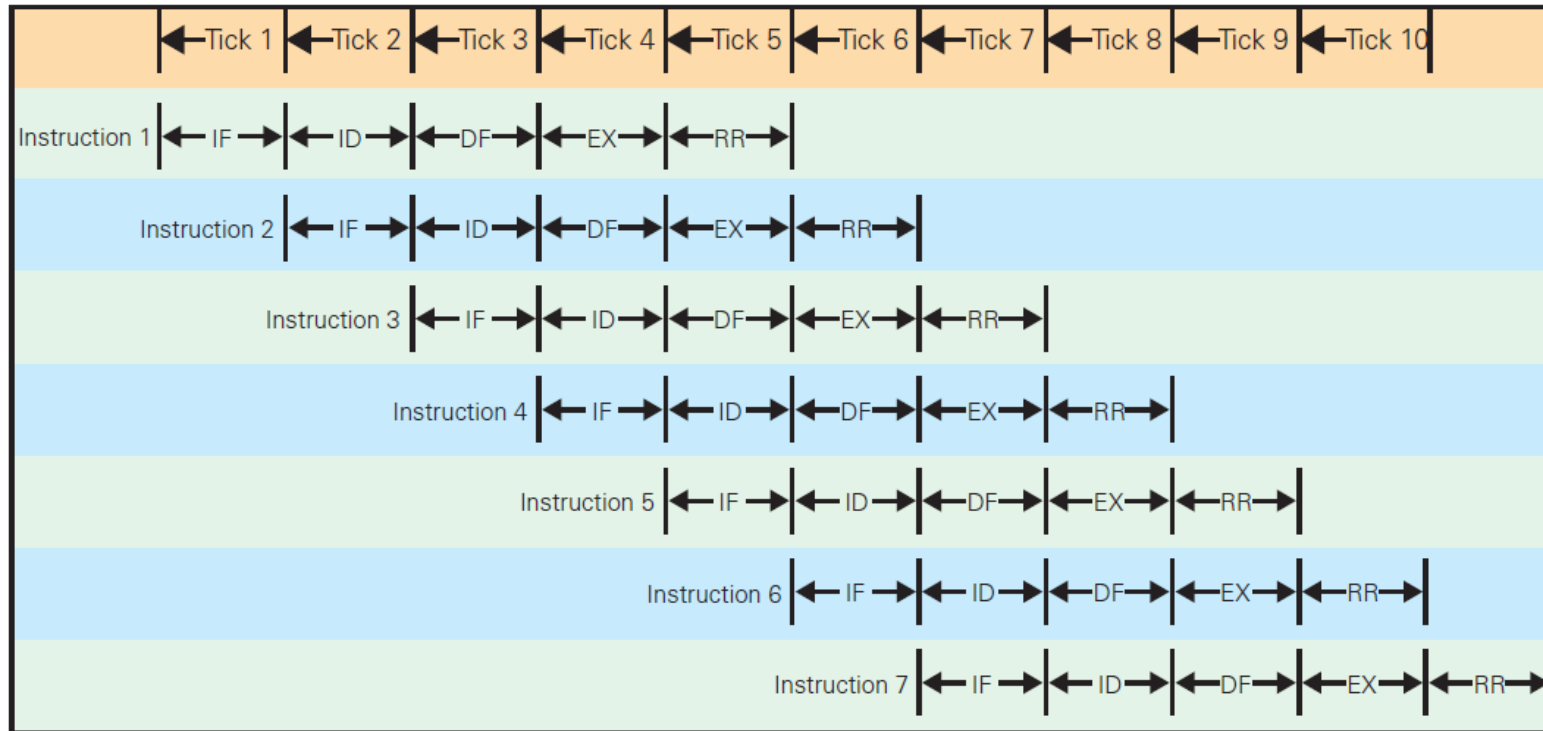 Tick 1 Tick 2 Tick 3 Tick 4 Tick 5 Tick 6 Tick 7 Tick 8 Tick 9 Tick 10
Instruction 1 IF ID DF EX RR
Instruction 2 IF ID DF EX RR
Instruction 3 IF ID DF EX RR
Instruction 4 IF ID DF EX RR
Instruction 5 IF ID DF EX RR
Instruction 6 IF ID DF EX RR
Instruction 7 IF ID DF EX RR